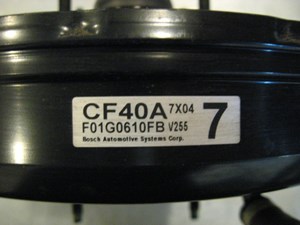 CF40A 7X04
F01G0610FB V255 7
Bosch Automotive Systems Corp.